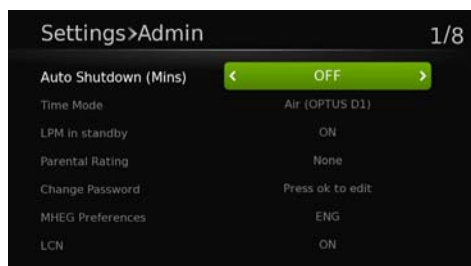 Settings>Admin 1/8
Auto Shutdown (Mins) < OFF >
Time Mode Air (OPTUS D1)
LPM in standby ON
Parental Rating None
Change Password Press ok to edit
MHEG Preferences ENG
LCN ON